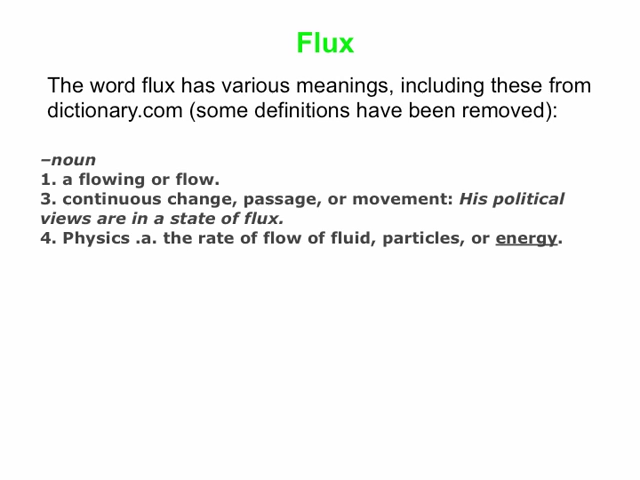 Flux
The word flux has various meanings, including these from
dictionary.com (some definitions have been removed):
–noun
1. a flowing or flow.
3. continuous change, passage, or movement: His political
views are in a state of flux.
4. Physics .a. the rate of flow of fluid, particles, or energy.